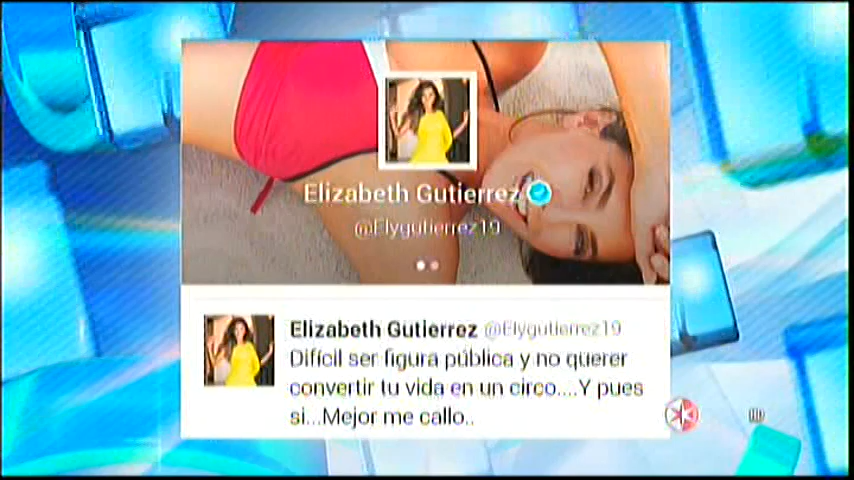 Elizabeth Gutierrez
@Elygutierrez19
Elizabeth Gutierrez @Elygutierrez19
Difícil ser figura pública y no querer
convertir tu vida en un circo....Y pues
si...Mejor me callo..
HD